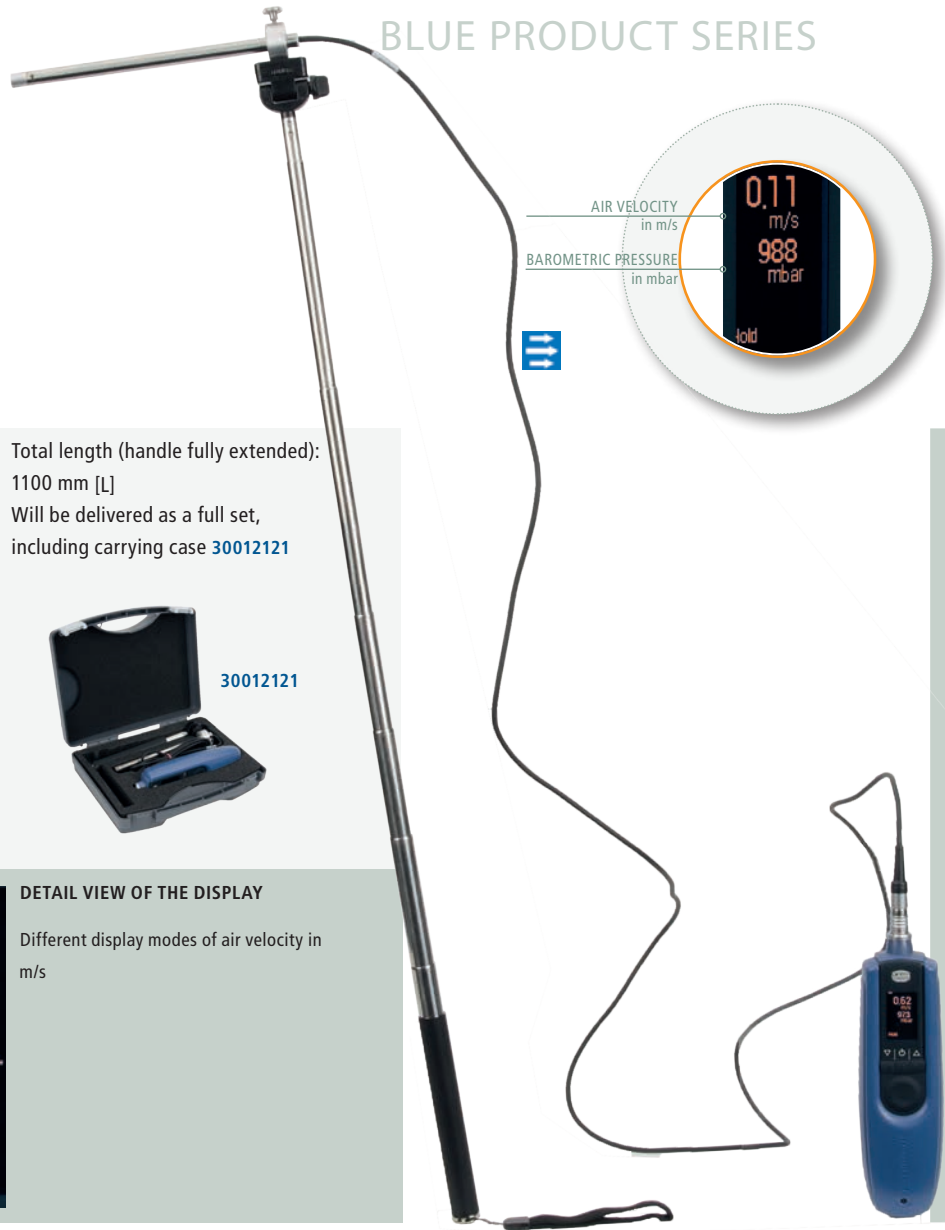 BLUE PRODUCT SERIES
0.11
m/s
988
mbar
AIR VELOCITY
in m/s
BAROMETRIC PRESSURE
in mbar
Total length (handle fully extended):
1100 mm [L]
Will be delivered as a full set,
including carrying case 30012121
30012121
DETAIL VIEW OF THE DISPLAY
Different display modes of air velocity in
m/s
0.62
m/s
973
mbar